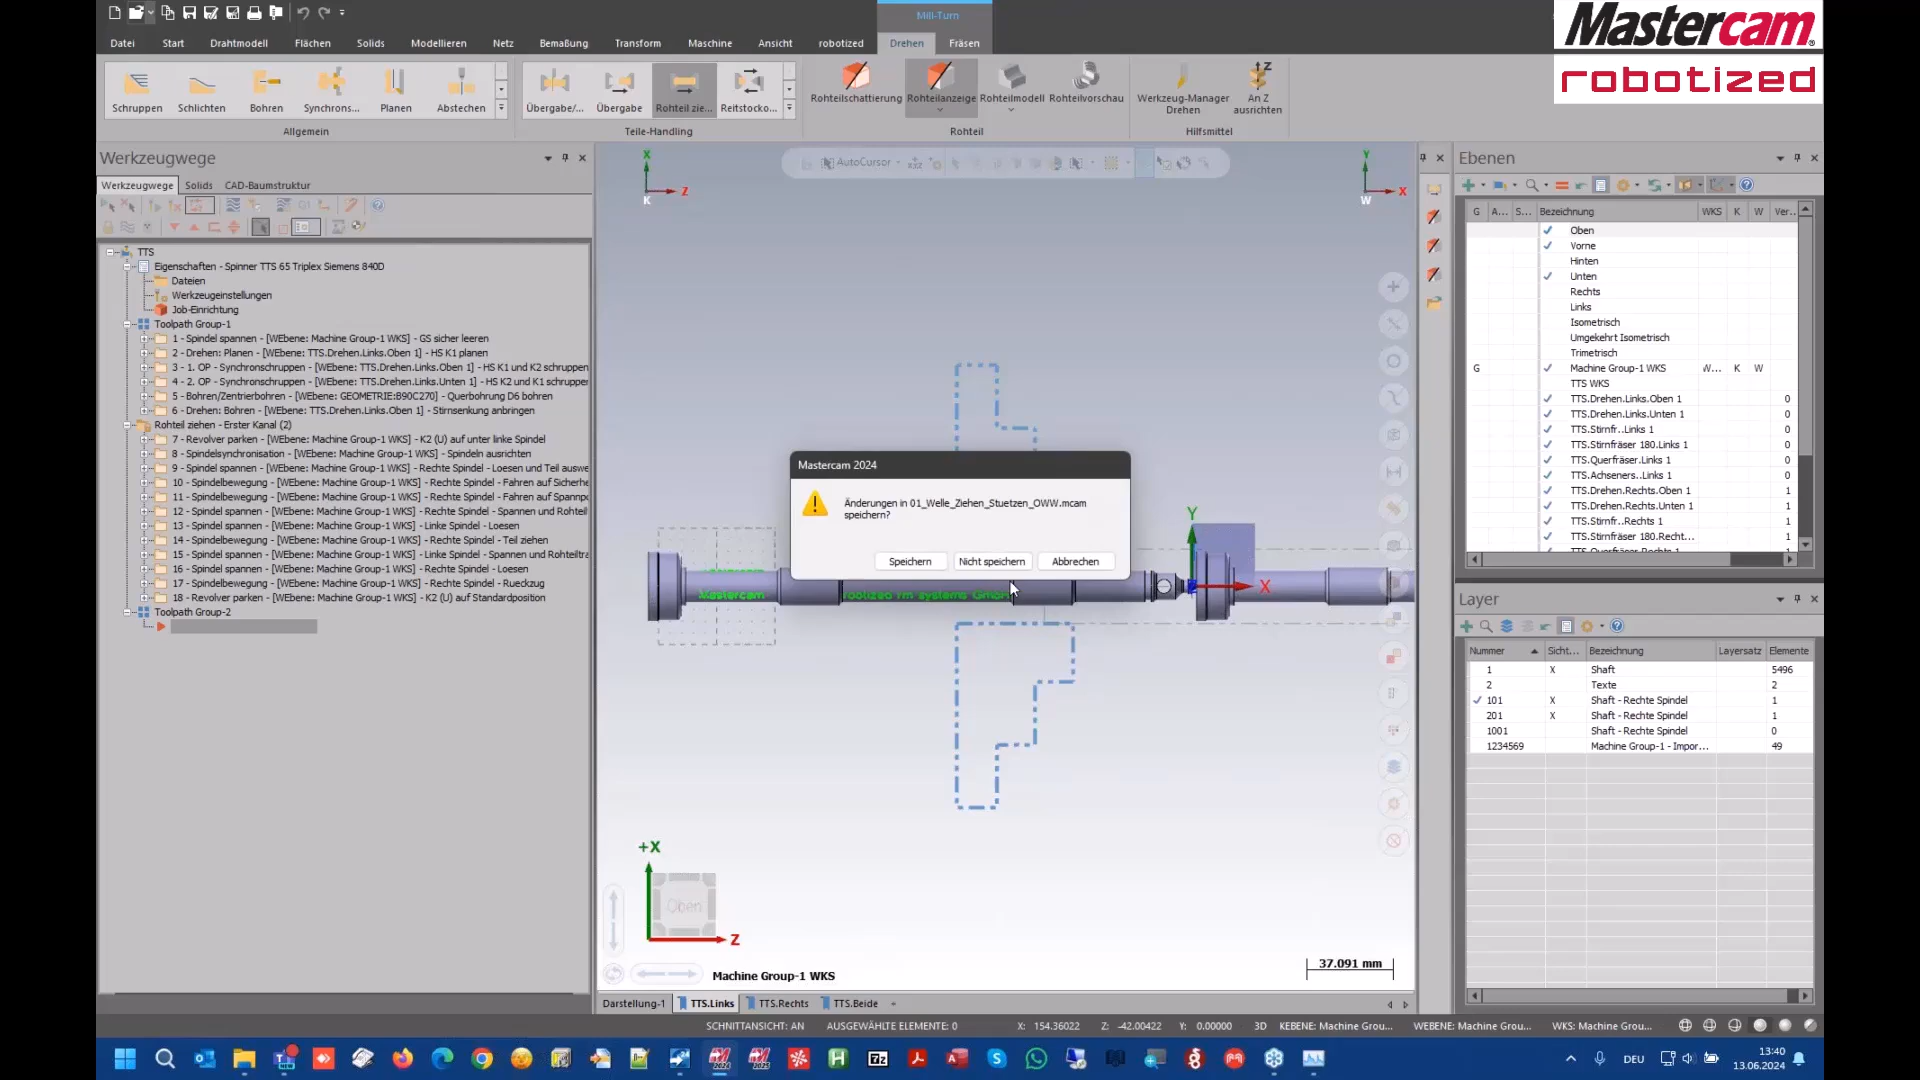 Mill-Turn
Mastercam
robotized
Datei Start Drahtmodell Flächen Solids Modellieren Netz Bemaßung Transform Maschine Ansicht robotized Drehen Fräsen
Schruppen Schlichten Bohren Synchrons... Planen Abstechen
Übergabe/... Übergabe Rohteil zie... Reitstocko...
Rohteilschattierung Rohteilanzeige Rohteilmodell Rohteilvorschau
Werkzeug-Manager Drehen
An Z ausrichten
Allgemein Teile-Handling Rohteil Hilfsmittel
Werkzeugwege
Werkzeugwege Solids CAD-Baumstruktur
TTS
Eigenschaften - Spinner TTS 65 Triplex Siemens 840D
Dateien
Werkzeugeinstellungen
Job-Einrichtung
Toolpath Group-1
1 - Spindel spannen - [WEbene: Machine Group-1 WKS] - GS sicher leeren
2 - Drehen: Planen - [WEbene: TTS.Drehen.Links.Oben 1] - HS K1 planen
3 - 1. OP - Synchronschruppen - [WEbene: TTS.Drehen.Links.Oben 1] - HS K1 und K2 schruppen
4 - 2. OP - Synchronschruppen - [WEbene: TTS.Drehen.Links.Unten 1] - HS K2 und K1 schrupper
5 - Bohren/Zentrierbohren - [WEbene: GEOMETRIE:B90C270] - Querbohrung D6 bohren
6 - Drehen: Bohren - [WEbene: TTS.Drehen.Links.Oben 1] - Stirnsenkung anbringen
Rohteil ziehen - Erster Kanal (2)
7 - Revolver parken - [WEbene: Machine Group-1 WKS] - K2 (U) auf unter linke Spindel
8 - Spindelsynchronisation - [WEbene: Machine Group-1 WKS] - Spindeln ausrichten
9 - Spindel spannen - [WEbene: Machine Group-1 WKS] - Rechte Spindel - Loesen und Teil auswe
10 - Spindelbewegung - [WEbene: Machine Group-1 WKS] - Rechte Spindel - Fahren auf Sicherhe
11 - Spindelbewegung - [WEbene: Machine Group-1 WKS] - Rechte Spindel - Fahren auf Spannpo
12 - Spindel spannen - [WEbene: Machine Group-1 WKS] - Rechte Spindel - Spannen und Rohteil
13 - Spindel spannen - [WEbene: Machine Group-1 WKS] - Linke Spindel - Loesen
14 - Spindelbewegung - [WEbene: Machine Group-1 WKS] - Rechte Spindel - Teil ziehen
15 - Spindel spannen - [WEbene: Machine Group-1 WKS] - Linke Spindel - Spannen und Rohteiltra
16 - Spindel spannen - [WEbene: Machine Group-1 WKS] - Rechte Spindel - Loesen
17 - Spindelbewegung - [WEbene: Machine Group-1 WKS] - Rechte Spindel - Rueckzug
18 - Revolver parken - [WEbene: Machine Group-1 WKS] - K2 (U) auf Standardposition
Toolpath Group-2
AutoCursor
X
Z
K
Y
X
W
Mastercam 2024
Änderungen in 01_Welle_Ziehen_Stuetzen_OWW.mcam
speichern?
Speichern Nicht speichern Abbrechen
Mastercam robotized rm systems GmbH
Y
X
+X
Oben
Z
Machine Group-1 WKS
37.091 mm
Darstellung-1 TTS.Links TTS.Rechts TTS.Beide +
Ebenen
G A... S... Bezeichnung WKS K W Ver...
Oben
Vorne
Hinten
Unten
Rechts
Links
Isometrisch
Umgekehrt Isometrisch
Trimetrisch
G Machine Group-1 WKS W... K W
TTS WKS
TTS.Drehen.Links.Oben 1 0
TTS.Drehen.Links.Unten 1 0
TTS.Stirnfr..Links 1 0
TTS.Stirnfräser 180.Links 1 0
TTS.Querfräser.Links 1 0
TTS.Achseners..Links 1 0
TTS.Drehen.Rechts.Oben 1 1
TTS.Drehen.Rechts.Unten 1 1
TTS.Stirnfr..Rechts 1 1
TTS.Stirnfräser 180.Recht... 1
TTS.Querfräser.Rechts 1 1
Layer
Nummer Sicht... Bezeichnung Layersatz Elemente
1 X Shaft 5496
2 Texte 2
101 X Shaft - Rechte Spindel 1
201 X Shaft - Rechte Spindel 1
1001 Shaft - Rechte Spindel 0
1234569 Machine Group-1 - Impor... 49
SCHNITTANSICHT: AN AUSGEWÄHLTE ELEMENTE: 0 X: 154.36022 Z: -42.00422 Y: 0.00000 3D KEBENE: Machine Grou... WEBENE: Machine Grou... WKS: Machine Grou...
DEU
13:40
13.06.2024